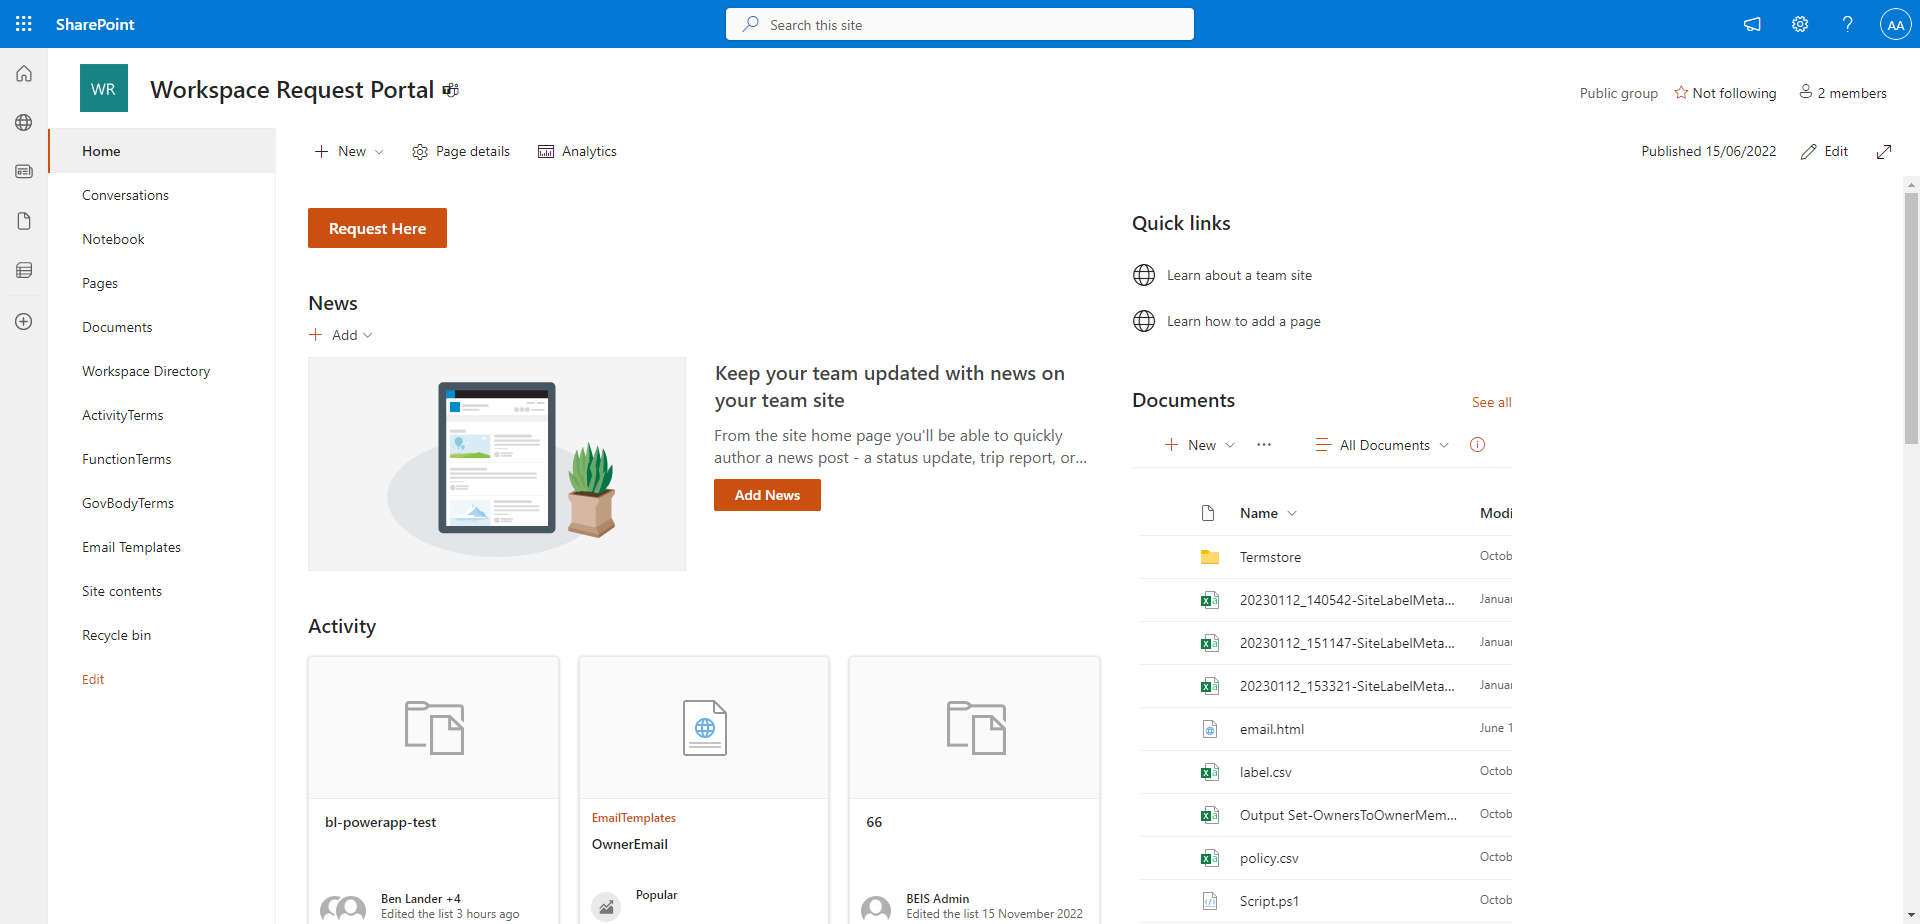 SharePoint
Search this site
AA
WR
Workspace Request Portal
Public group
Not following
2 members
Home
Conversations
Notebook
Pages
Documents
Workspace Directory
ActivityTerms
FunctionTerms
GovBodyTerms
Email Templates
Site contents
Recycle bin
Edit
New
Page details
Analytics
Published 15/06/2022
Edit
Request Here
News
Add
Keep your team updated with news on
your team site
From the site home page you'll be able to quickly
author a news post - a status update, trip report, or...
Add News
Activity
bl-powerapp-test
Ben Lander +4
Edited the list 3 hours ago
EmailTemplates
OwnerEmail
Popular
66
BEIS Admin
Edited the list 15 November 2022
Quick links
Learn about a team site
Learn how to add a page
Documents
See all
New
All Documents
Name Modi
Termstore Octob
20230112_140542-SiteLabelMeta... Januar
20230112_151147-SiteLabelMeta... Januar
20230112_153321-SiteLabelMeta... Januar
email.html June 1
label.csv Octob
Output Set-OwnersToOwnerMem... Octob
policy.csv Octob
Script.ps1 Octob